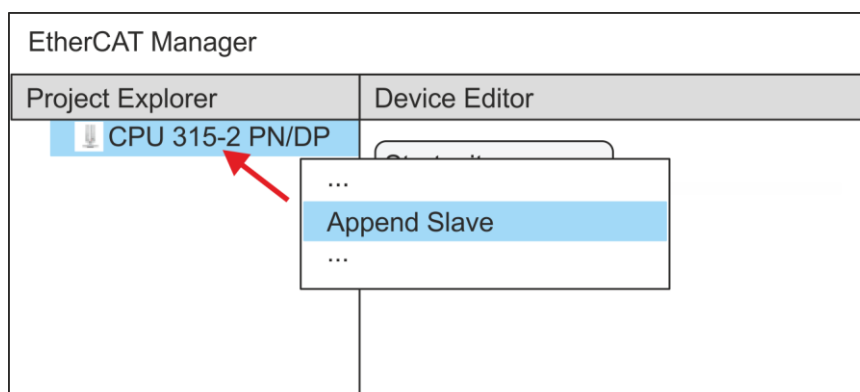 EtherCAT Manager
Project Explorer
Device Editor
CPU 315-2 PN/DP
...
Append Slave
...